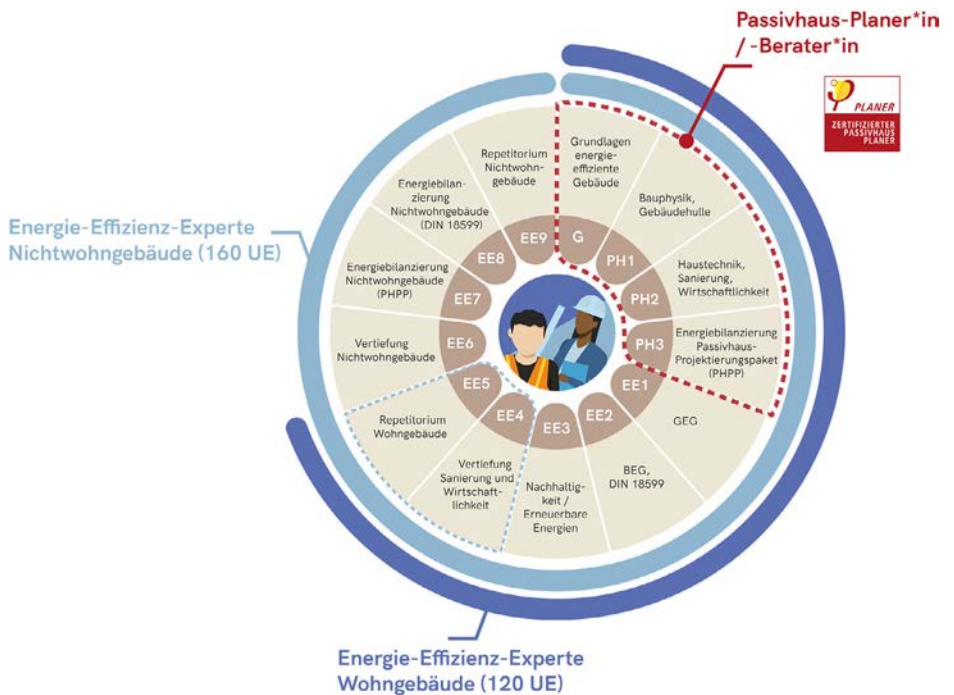 Passivhaus-Planer*in
/ -Berater*in
PLANER
ZERTIFIZIERTER
PASSIVHAUS
PLANER
Energie-Effizienz-Experte
Nichtwohngebäude (160 UE)
Grundlagen
energie-
effiziente
Gebäude
G
Bauphysik,
Gebäudehulle
PH1
Haustechnik,
Sanierung,
Wirtschaftlichkeit
PH2
Energiebilanzierung
Passivhaus-
Projektierungspaket
(PHPP)
PH3
GEG
EE1
BEG,
DIN 18599
EE2
Nachhaltig-
keit /
Erneuerbare
Energien
EE3
Vertiefung
Sanierung und
Wirtschaft-
lichkeit
EE4
Repetitorium
Wohngebäude
EE5
Vertiefung
Nichtwohngebäude
EE6
Energiebilanzierung
Nichtwohngebäude
(PHPP)
EE7
Energiebilan-
zierung
Nichtwohngebäude
(DIN 18599)
EE8
Repetitorium
Nichtwohn-
gebäude
EE9
Energie-Effizienz-Experte
Wohngebäude (120 UE)